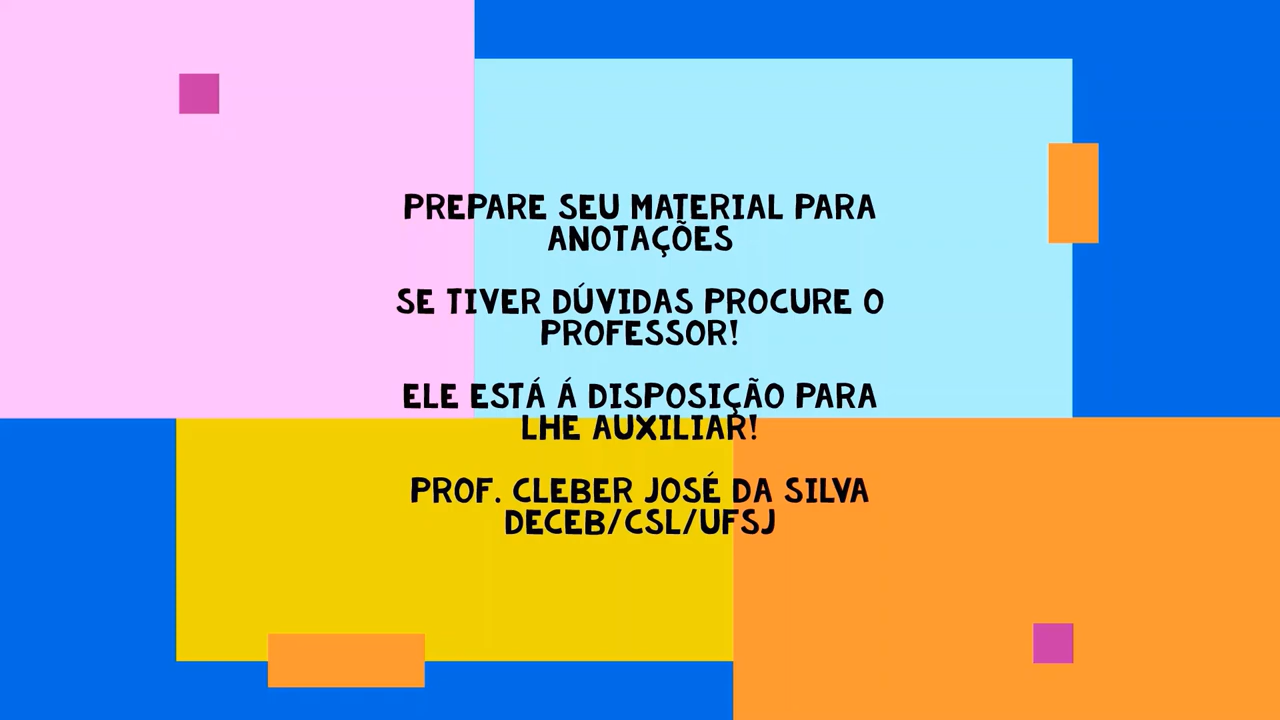 PREPARE SEU MATERIAL PARA
ANOTAÇÕES
SE TIVER DÚVIDAS PROCURE O
PROFESSOR!
ELE ESTÁ Á DISPOSIÇÃO PARA
LHE AUXILIAR!
PROF. CLEBER JOSÉ DA SILVA
DECEB/CSL/UFSJ